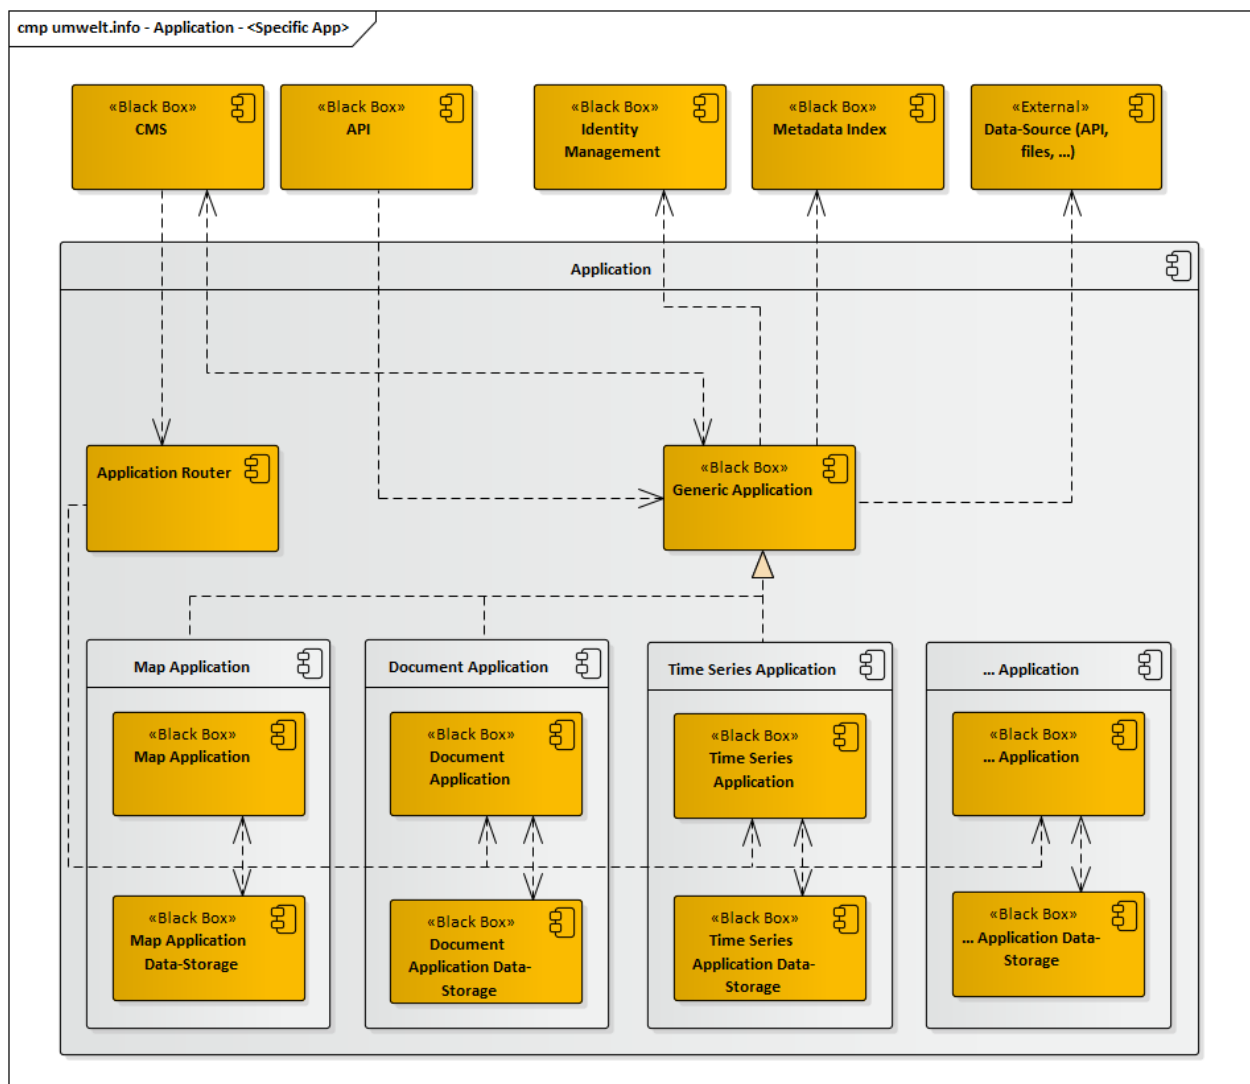 cmp umwelt.info - Application - <Specific App>
«Black Box»
CMS
«Black Box»
API
«Black Box»
Identity
Management
«Black Box»
Metadata Index
«External»
Data-Source (API,
files, ...)
Application
Application Router
«Black Box»
Generic Application
Map Application
«Black Box»
Map Application
«Black Box»
Map Application
Data-Storage
Document Application
«Black Box»
Document
Application
«Black Box»
Document
Application Data-
Storage
Time Series Application
«Black Box»
Time Series
Application
«Black Box»
Time Series
Application Data-
Storage
... Application
«Black Box»
... Application
«Black Box»
... Application Data-
Storage